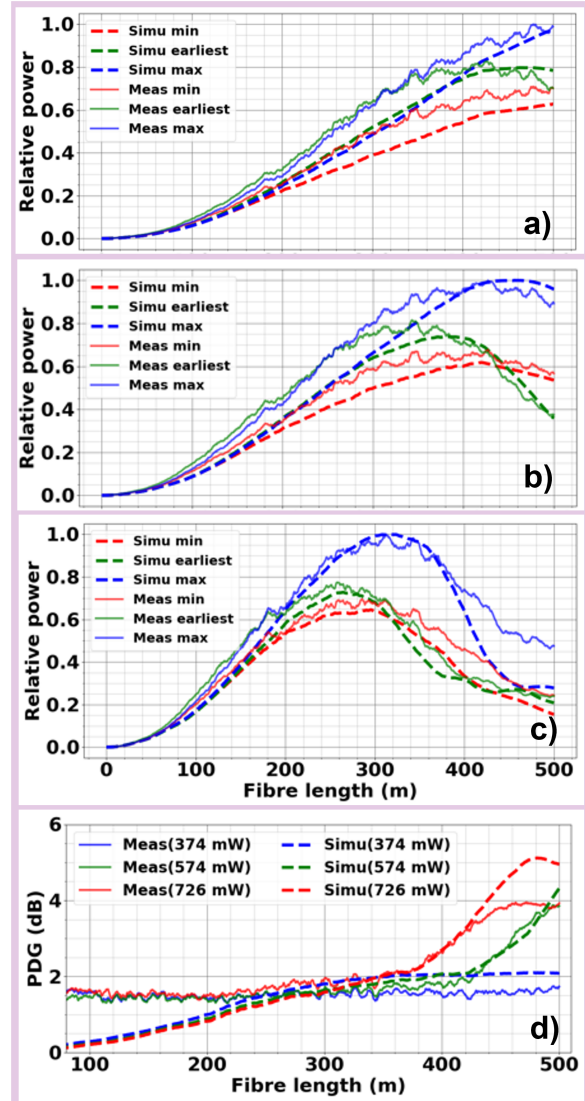 Relative power
1.0
0.8
0.6
0.4
0.2
0.0
Simu min
Simu earliest
Simu max
Meas min
Meas earliest
Meas max
a)
Relative power
1.0
0.8
0.6
0.4
0.2
0.0
Simu min
Simu earliest
Simu max
Meas min
Meas earliest
Meas max
b)
Relative power
1.0
0.8
0.6
0.4
0.2
0.0
Simu min
Simu earliest
Simu max
Meas min
Meas earliest
Meas max
c)
0 100 200 300 400 500
Fibre length (m)
PDG (dB)
6
4
2
0
Meas(374 mW) Simu(374 mW)
Meas(574 mW) Simu(574 mW)
Meas(726 mW) Simu(726 mW)
d)
100 200 300 400 500
Fibre length (m)